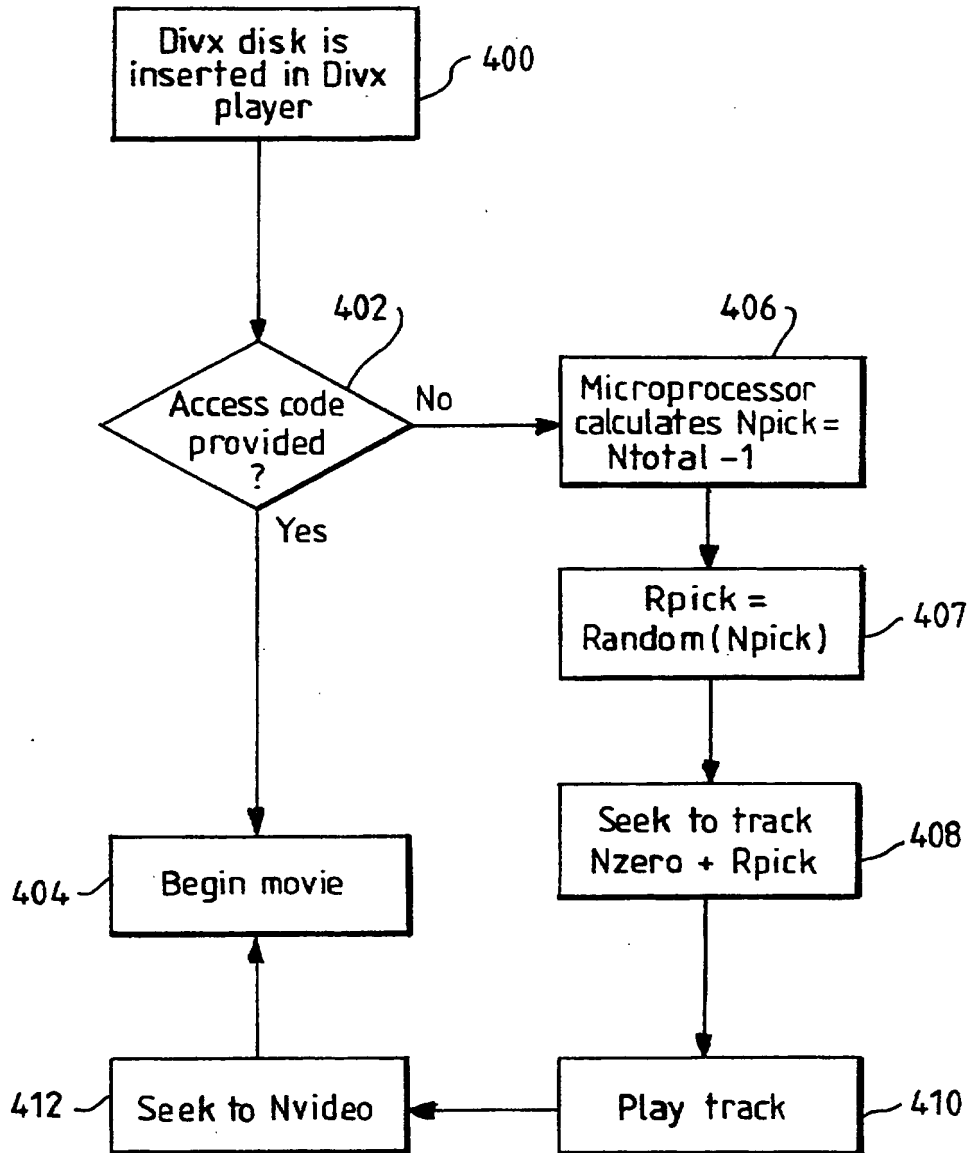 Divx disk is
inserted in Divx
player
400
402
Access code
provided
?
No
Yes
406
Microprocessor
calculates Npick=
Ntotal -1
Rpick =
Random(Npick)
407
Seek to track
Nzero + Rpick
408
404
Begin movie
412
Seek to Nvideo
Play track
410